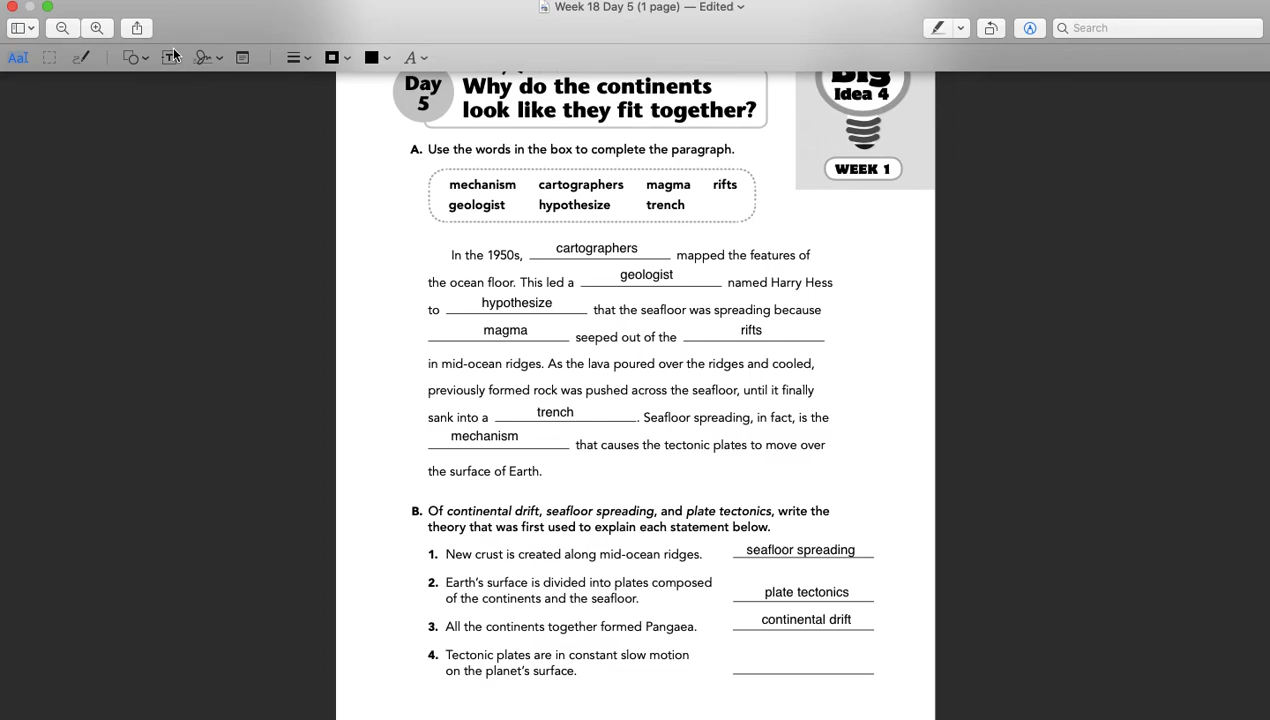 Week 18 Day 5 (1 page) — Edited
Search
AaI
T
A
Day
5
Why do the continents
look like they fit together?
Big
Idea 4
WEEK 1
A. Use the words in the box to complete the paragraph.
mechanism cartographers magma rifts
geologist hypothesize trench
In the 1950s, cartographers mapped the features of
the ocean floor. This led a geologist named Harry Hess
to hypothesize that the seafloor was spreading because
magma seeped out of the rifts
in mid-ocean ridges. As the lava poured over the ridges and cooled,
previously formed rock was pushed across the seafloor, until it finally
sank into a trench. Seafloor spreading, in fact, is the
mechanism that causes the tectonic plates to move over
the surface of Earth.
B. Of continental drift, seafloor spreading, and plate tectonics, write the
theory that was first used to explain each statement below.
1. New crust is created along mid-ocean ridges. seafloor spreading
2. Earth's surface is divided into plates composed
of the continents and the seafloor. plate tectonics
3. All the continents together formed Pangaea. continental drift
4. Tectonic plates are in constant slow motion
on the planet's surface.